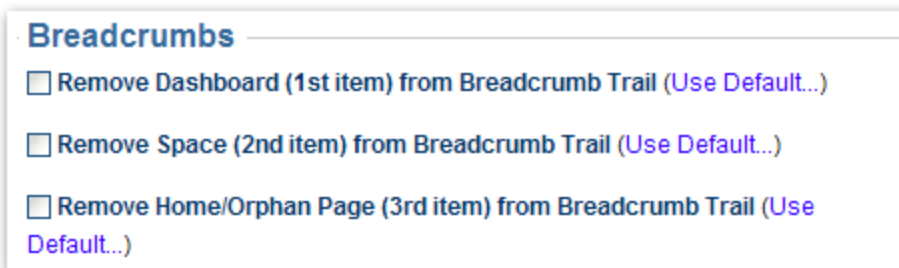 Breadcrumbs
Remove Dashboard (1st item) from Breadcrumb Trail (Use Default...)
Remove Space (2nd item) from Breadcrumb Trail (Use Default...)
Remove Home/Orphan Page (3rd item) from Breadcrumb Trail (Use
Default...)